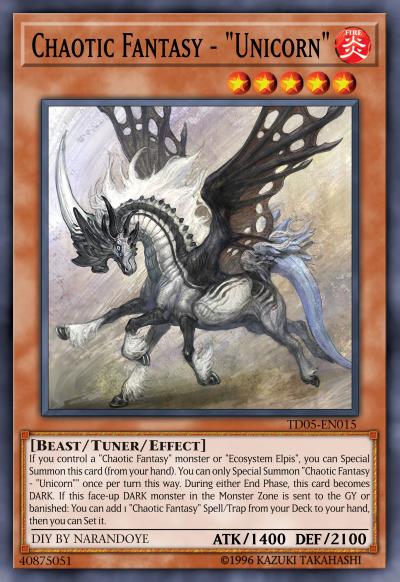 Chaotic Fantasy - "Unicorn"
FIRE
炎
TD05-EN015
[Beast/Tuner/Effect]
If you control a "Chaotic Fantasy" monster or "Ecosystem Elpis", you can Special
Summon this card (from your hand). You can only Special Summon "Chaotic Fantasy
- "Unicorn"" once per turn this way. During either End Phase, this card becomes
DARK. If this face-up DARK monster in the Monster Zone is sent to the GY or
banished: You can add 1 "Chaotic Fantasy" Spell/Trap from your Deck to your hand,
then you can Set it.
DIY BY NARANDOYE
ATK/1400 DEF/2100
40875051
©1996 KAZUKI TAKAHASHI